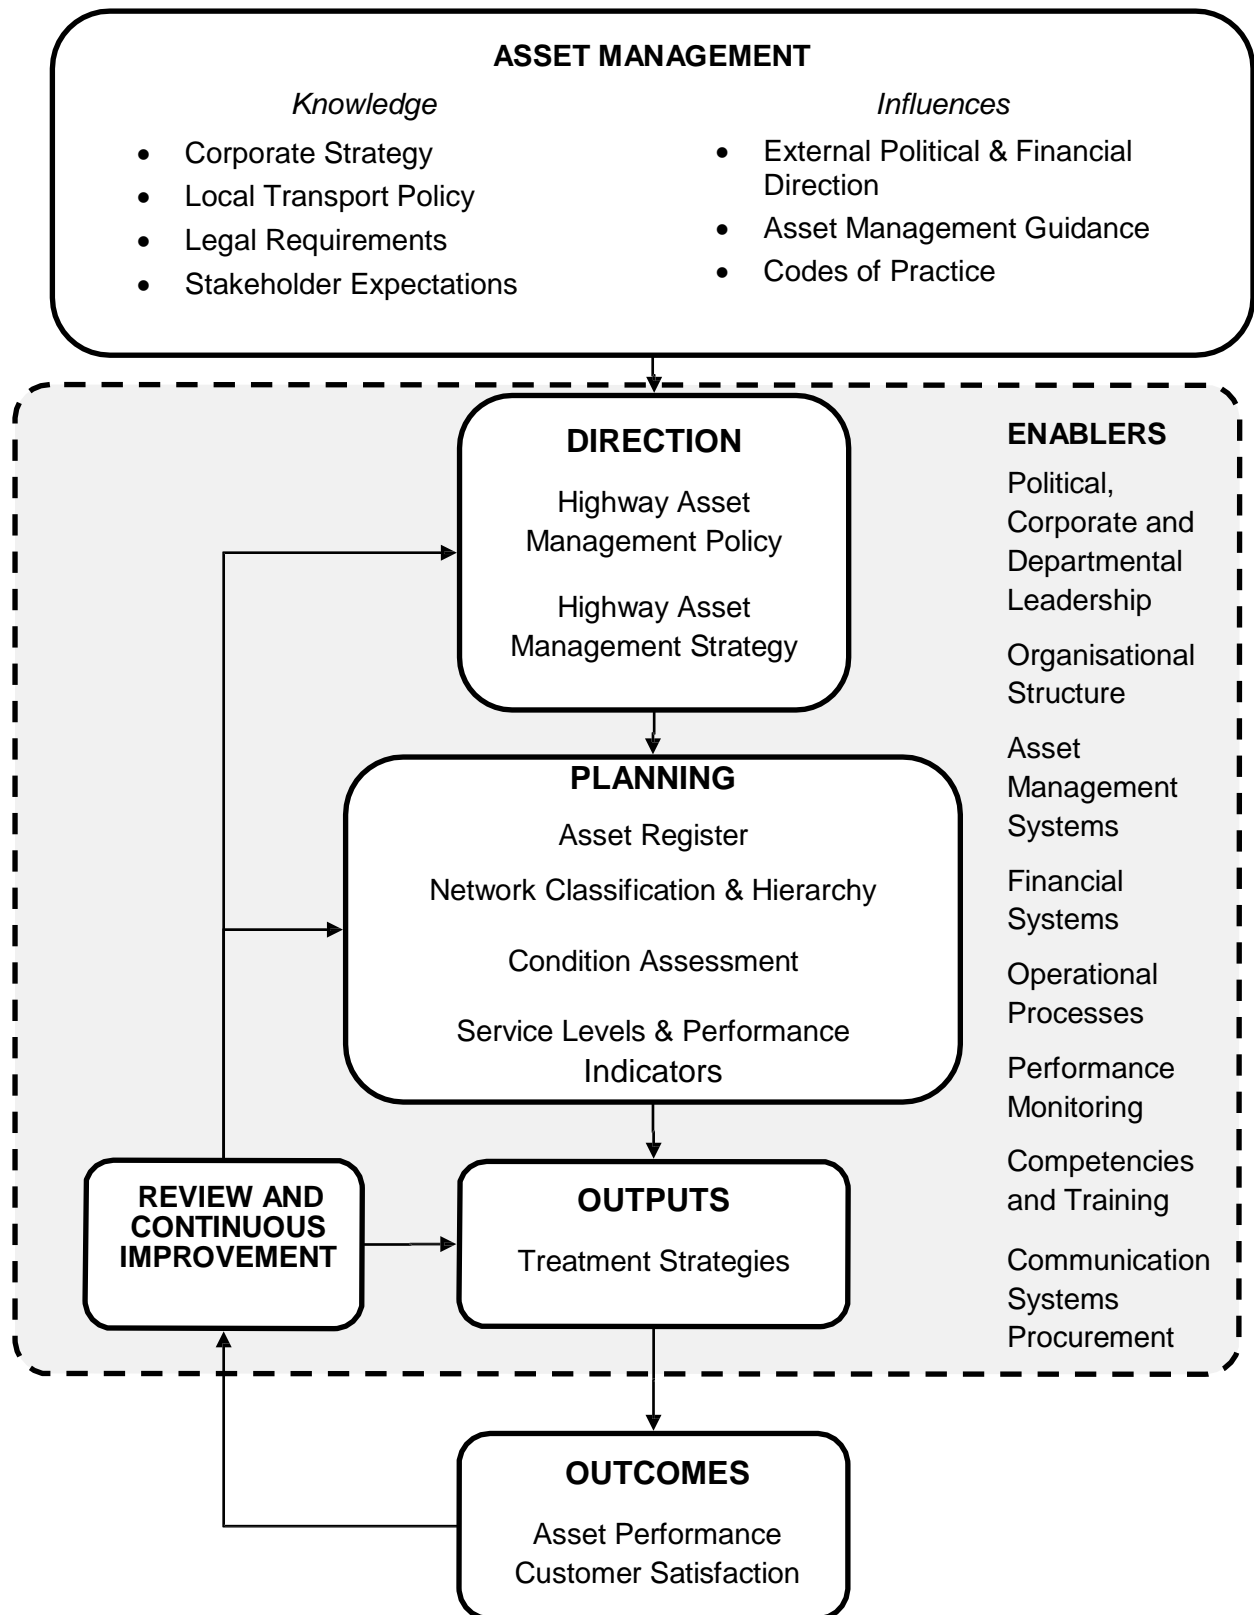 ASSET MANAGEMENT
Knowledge
• Corporate Strategy
• Local Transport Policy
• Legal Requirements
• Stakeholder Expectations
Influences
• External Political & Financial
Direction
• Asset Management Guidance
• Codes of Practice
DIRECTION
Highway Asset
Management Policy
Highway Asset
Management Strategy
PLANNING
Asset Register
Network Classification & Hierarchy
Condition Assessment
Service Levels & Performance
Indicators
REVIEW AND
CONTINUOUS
IMPROVEMENT
OUTPUTS
Treatment Strategies
OUTCOMES
Asset Performance
Customer Satisfaction
ENABLERS
Political,
Corporate and
Departmental
Leadership
Organisational
Structure
Asset
Management
Systems
Financial
Systems
Operational
Processes
Performance
Monitoring
Competencies
and Training
Communication
Systems
Procurement